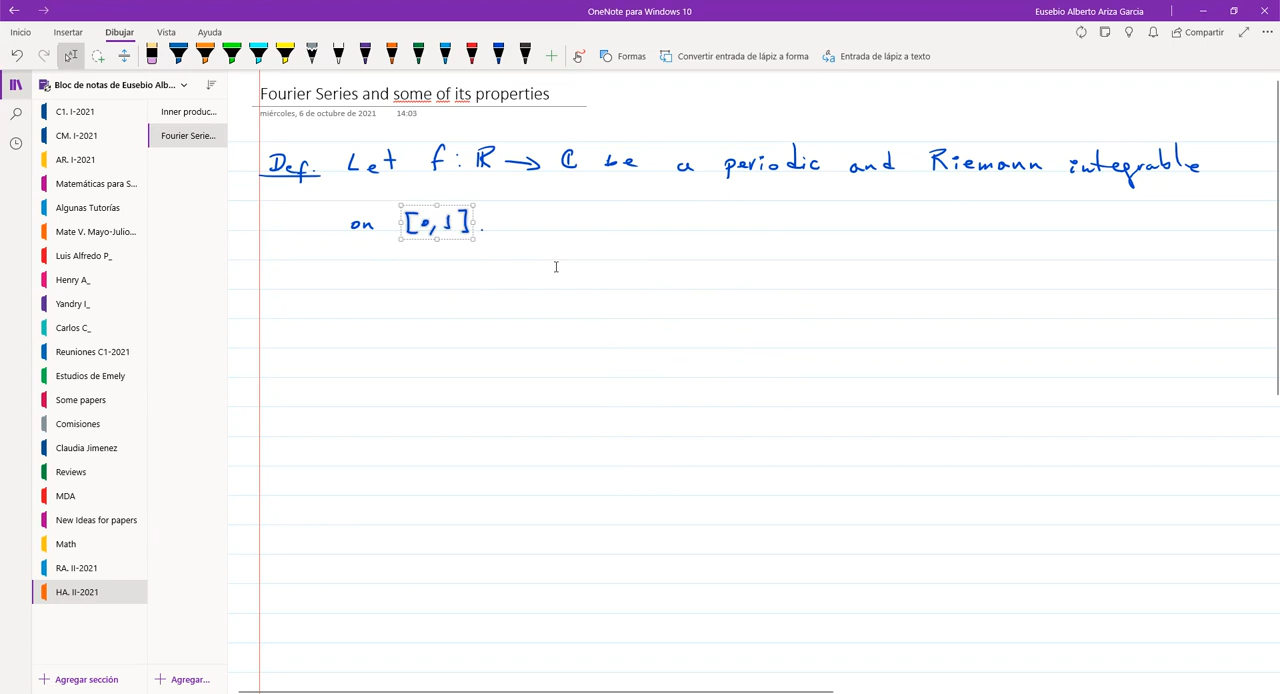 OneNote para Windows 10
Eusebio Alberto Ariza Garcia
Inicio Insertar Dibujar Vista Ayuda
Compartir
Formas Convertir entrada de lápiz a forma Entrada de lápiz a texto
Bloc de notas de Eusebio Alb...
C1. I-2021
CM. I-2021
AR. I-2021
Matemáticas para S...
Algunas Tutorías
Mate V. Mayo-Julio...
Luis Alfredo P_
Henry A_
Yandry I_
Carlos C_
Reuniones C1-2021
Estudios de Emely
Some papers
Comisiones
Claudia Jimenez
Reviews
MDA
New Ideas for papers
Math
RA. II-2021
HA. II-2021
Agregar sección
Inner produc...
Fourier Serie...
Agregar...
Fourier Series and some of its properties
miércoles, 6 de octubre de 2021 14:03
Def. Let f : ℝ → ℂ be a periodic and Riemann integrable
on [0,1].